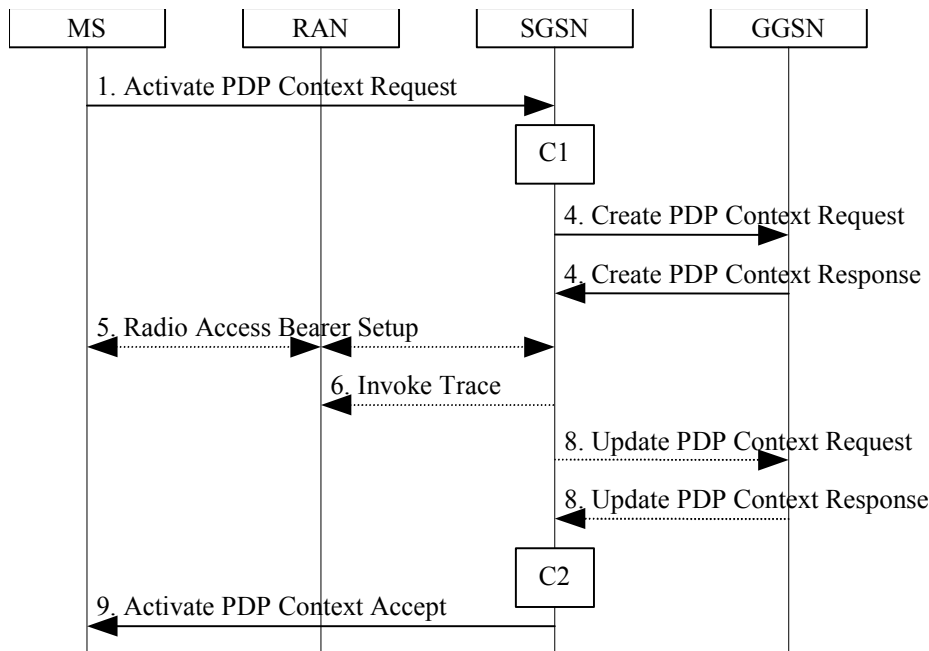 MS RAN SGSN GGSN
1. Activate PDP Context Request
C1
4. Create PDP Context Request
4. Create PDP Context Response
5. Radio Access Bearer Setup
6. Invoke Trace
8. Update PDP Context Request
8. Update PDP Context Response
C2
9. Activate PDP Context Accept